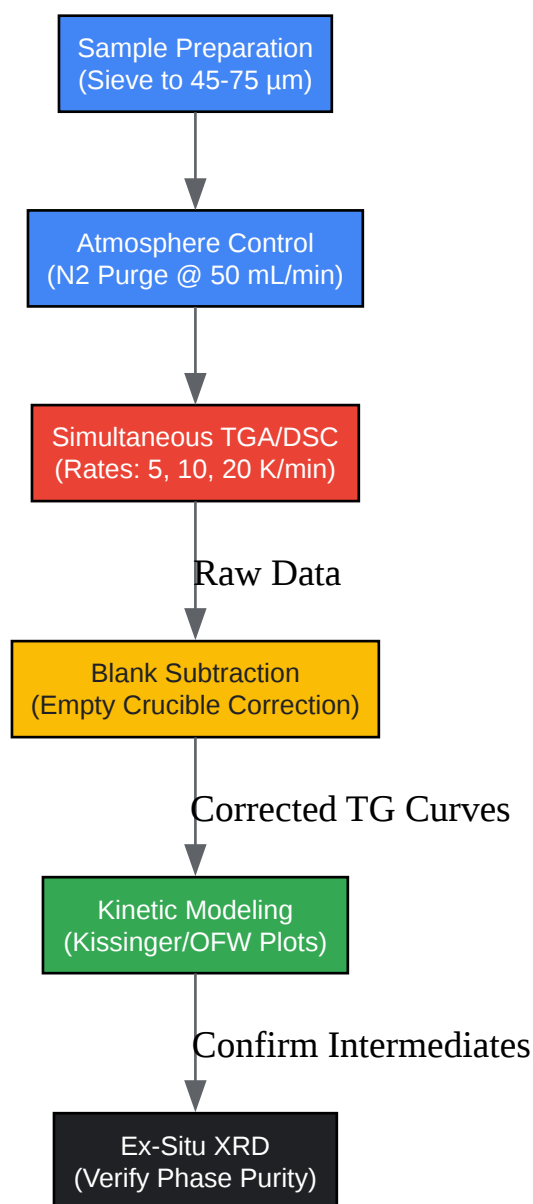 Sample Preparation
(Sieve to 45-75 µm)
Atmosphere Control
(N2 Purge @ 50 mL/min)
Simultaneous TGA/DSC
(Rates: 5, 10, 20 K/min)
Raw Data
Blank Subtraction
(Empty Crucible Correction)
Corrected TG Curves
Kinetic Modeling
(Kissinger/OFW Plots)
Confirm Intermediates
Ex-Situ XRD
(Verify Phase Purity)